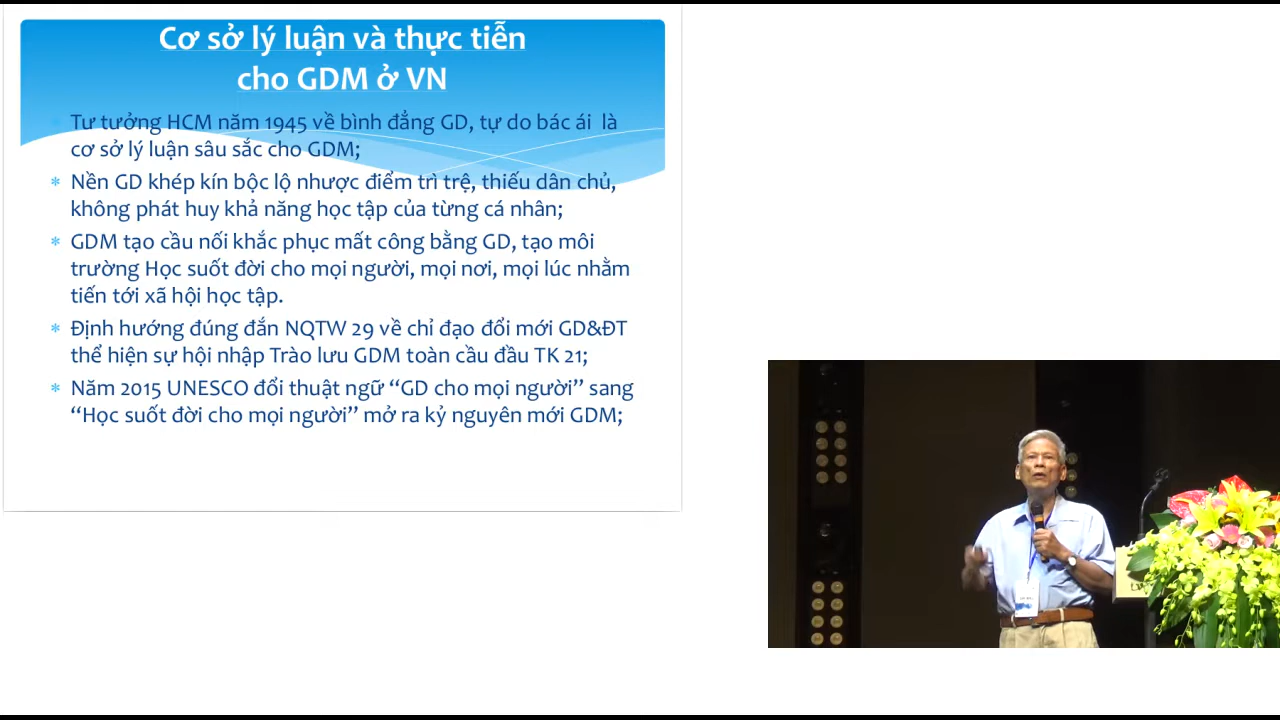 Cơ sở lý luận và thực tiễn
cho GDM ở VN
Tư tưởng HCM năm 1945 về bình đẳng GD, tự do bác ái là
cơ sở lý luận sâu sắc cho GDM;
Nền GD khép kín bộc lộ nhược điểm trì trệ, thiếu dân chủ,
không phát huy khả năng học tập của từng cá nhân;
GDM tạo cầu nối khắc phục mất công bằng GD, tạo môi
trường Học suốt đời cho mọi người, mọi nơi, mọi lúc nhằm
tiến tới xã hội học tập.
Định hướng đúng đắn NQTW 29 về chỉ đạo đổi mới GD&ĐT
thể hiện sự hội nhập Trào lưu GDM toàn cầu đầu TK 21;
Năm 2015 UNESCO đổi thuật ngữ “GD cho mọi người” sang
“Học suốt đời cho mọi người” mở ra kỷ nguyên mới GDM;